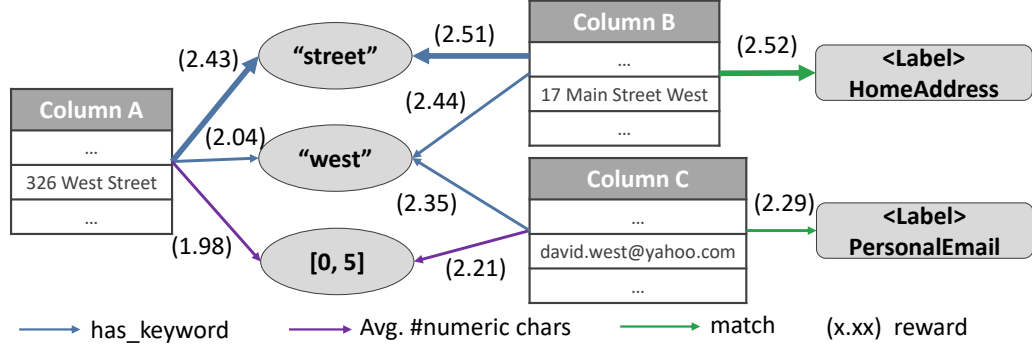 Column A
...
326 West Street
...
(2.43)
(2.04)
(1.98)
"street"
"west"
[0, 5]
(2.51)
(2.44)
(2.35)
(2.21)
Column B
...
17 Main Street West
...
Column C
...
david.west@yahoo.com
...
(2.52)
<Label>
HomeAddress
(2.29)
<Label>
PersonalEmail
has_keyword
Avg. #numeric chars
match
(x.xx) reward